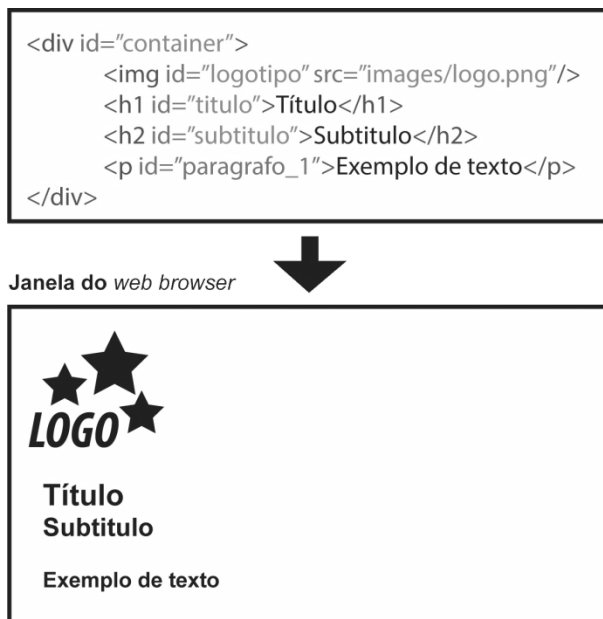 <div id=”container”>
<img id=”logotipo” src=”images/logo.png”/>
<h1 id=”titulo”>Título</h1>
<h2 id=”subtitulo”>Subtitulo</h2>
<p id=”paragrafo_1”>Exemplo de texto</p>
</div>
Janela do web browser
LOGO
Título
Subtitulo
Exemplo de texto